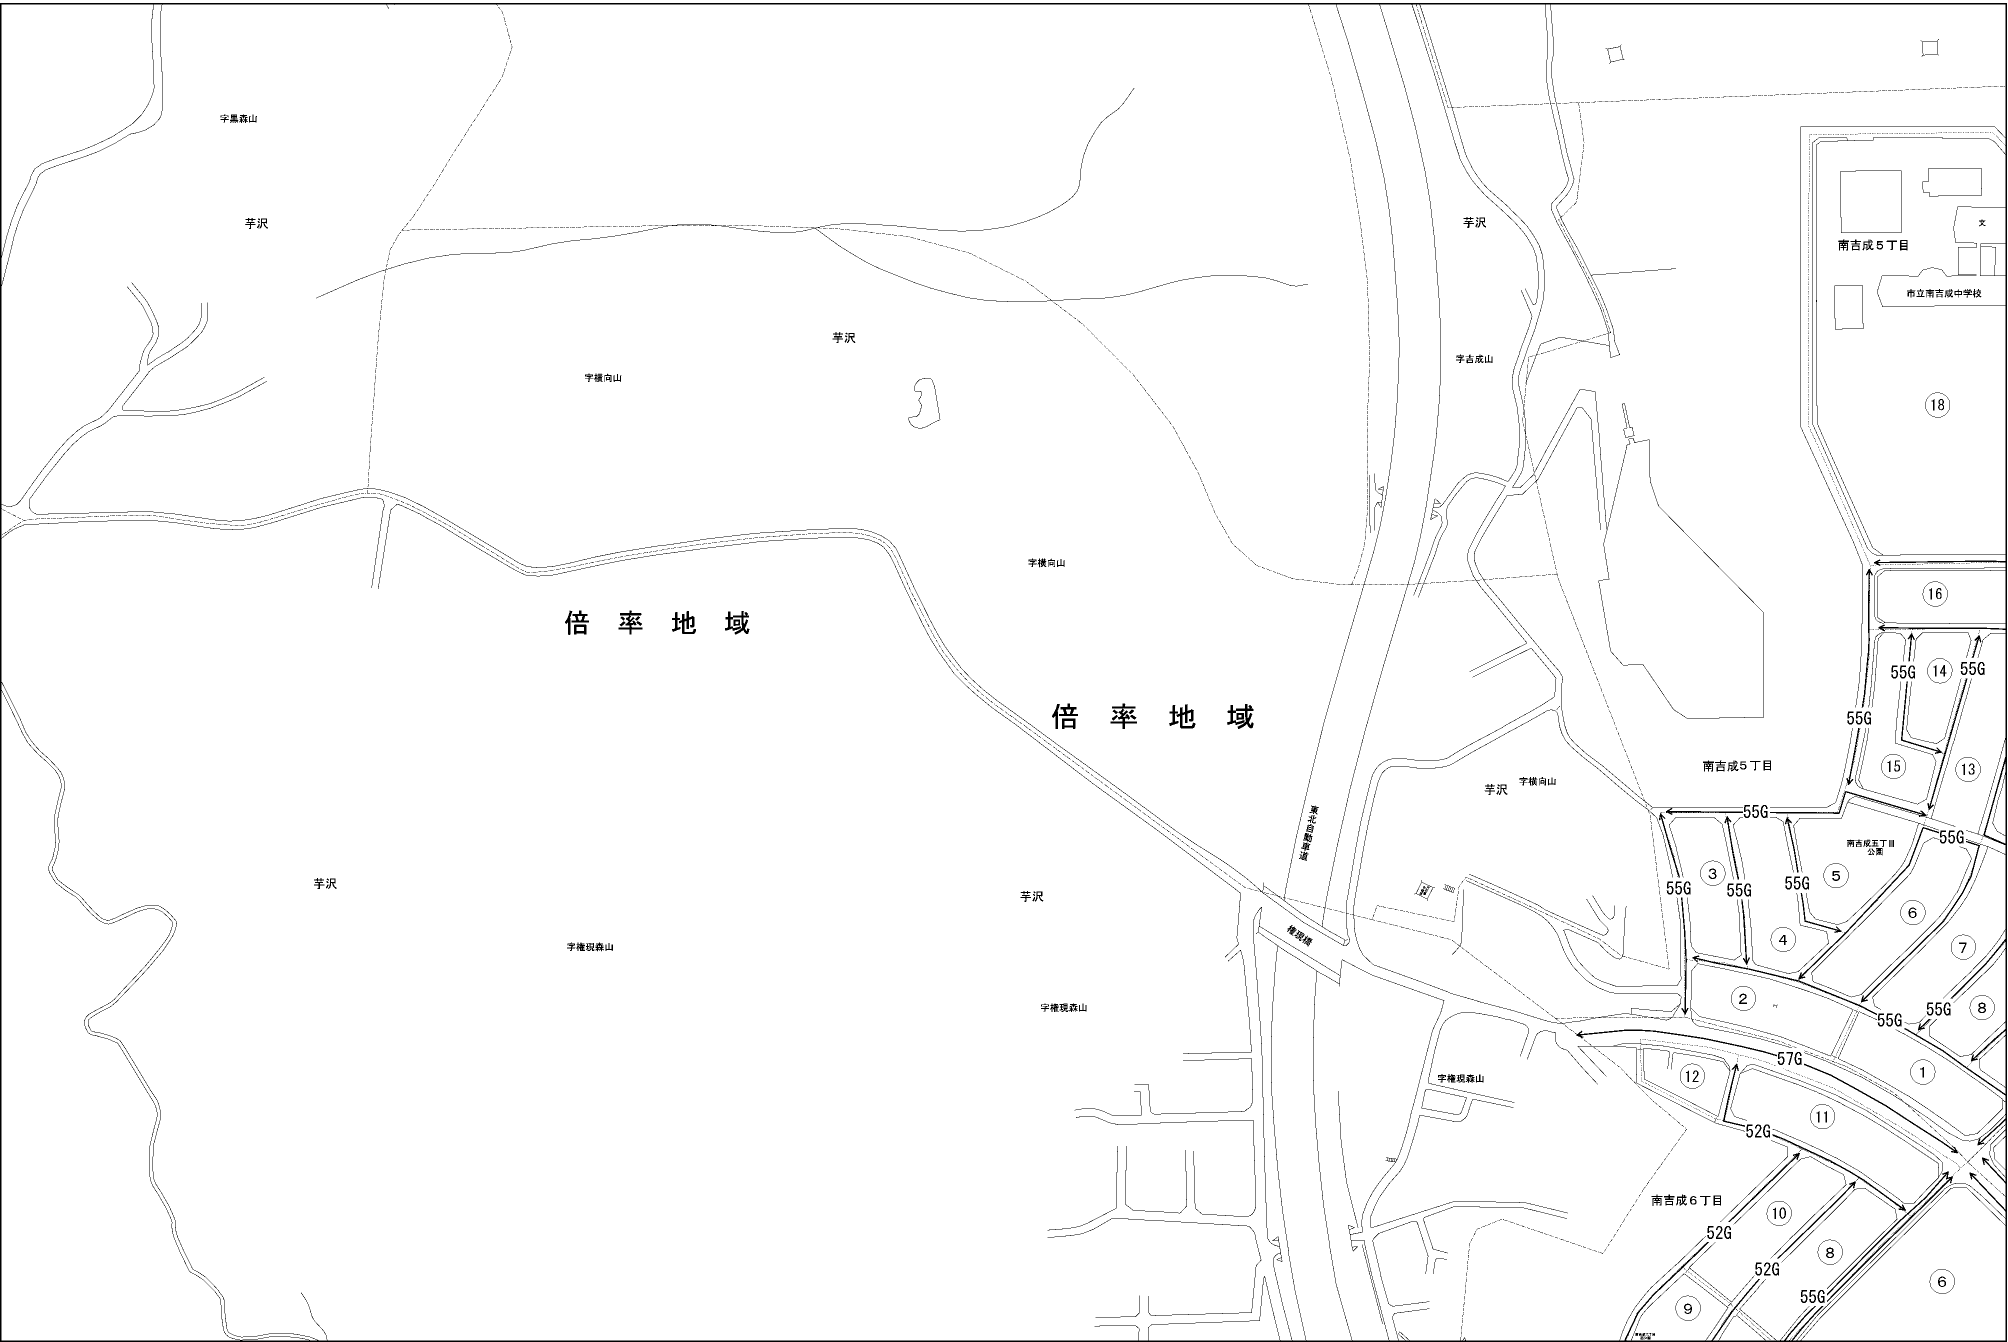 字黒森山
芋沢
芋沢
文
南吉成5丁目
市立南吉成中学校
芋沢
字吉成山
字横向山
18
字横向山
16
倍率地域
14
55G
55G
倍率地域
55G
15
13
南吉成5丁目
芋沢
字横向山
55G
東北自動車道
55G
南吉成五丁目
公園
3
5
55G
55G
55G
芋沢
芋沢
6
権現橋
4
7
字権現森山
2
字権現森山
55G
8
55G
57G
12
字権現森山
1
11
52G
南吉成6丁目
10
52G
8
52G
6
55G
9